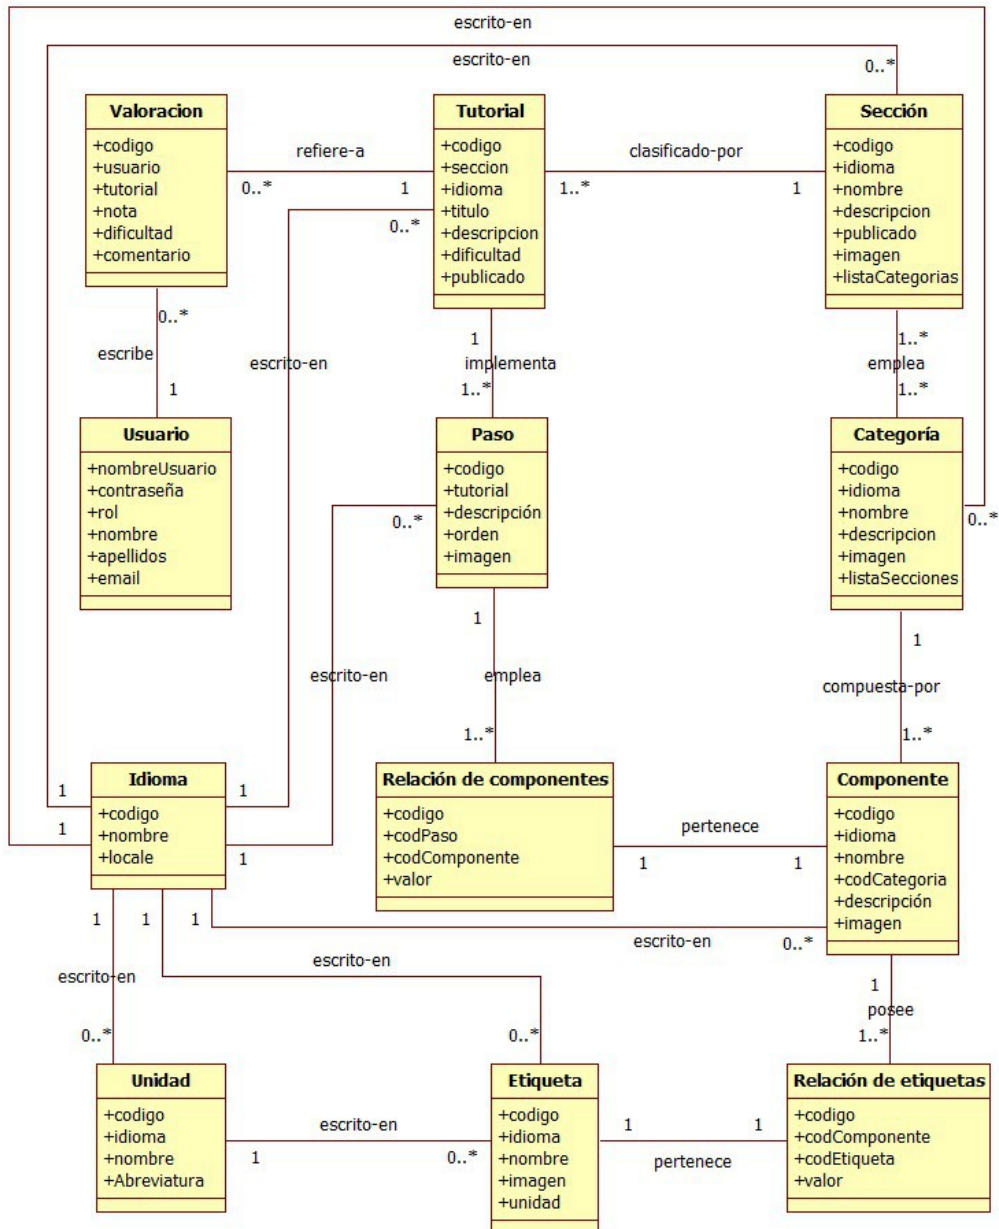 escrito-en
escrito-en
0..*
Valoracion
+codigo
+usuario
+tutorial
+nota
+dificultad
+comentario
refiere-a
0..*
1
Tutorial
+codigo
+seccion
+idioma
+titulo
+descripcion
+dificultad
+publicado
clasificado-por
1..*
1
Sección
+codigo
+idioma
+nombre
+descripcion
+publicado
+imagen
+listaCategorias
0..*
0..*
escribe
1
escrito-en
1
implementa
1..*
1..*
emplea
1..*
Usuario
+nombreUsuario
+contraseña
+rol
+nombre
+apellidos
+email
Paso
+codigo
+tutorial
+descripción
+orden
+imagen
0..*
Categoría
+codigo
+idioma
+nombre
+descripcion
+imagen
+listaSecciones
0..*
1
escrito-en
emplea
1..*
1
compuesta-por
1..*
1
1
Idioma
+codigo
+nombre
+locale
1
1
Relación de componentes
+codigo
+codPaso
+codComponente
+valor
pertenece
1
1
Componente
+codigo
+idioma
+nombre
+codCategoria
+descripción
+imagen
1
1
1
escrito-en
0..*
escrito-en
escrito-en
1
posee
0..*
0..*
1..*
Unidad
+codigo
+idioma
+nombre
+Abreviatura
escrito-en
1
0..*
Etiqueta
+codigo
+idioma
+nombre
+imagen
+unidad
1
1
pertenece
Relación de etiquetas
+codigo
+codComponente
+codEtiqueta
+valor